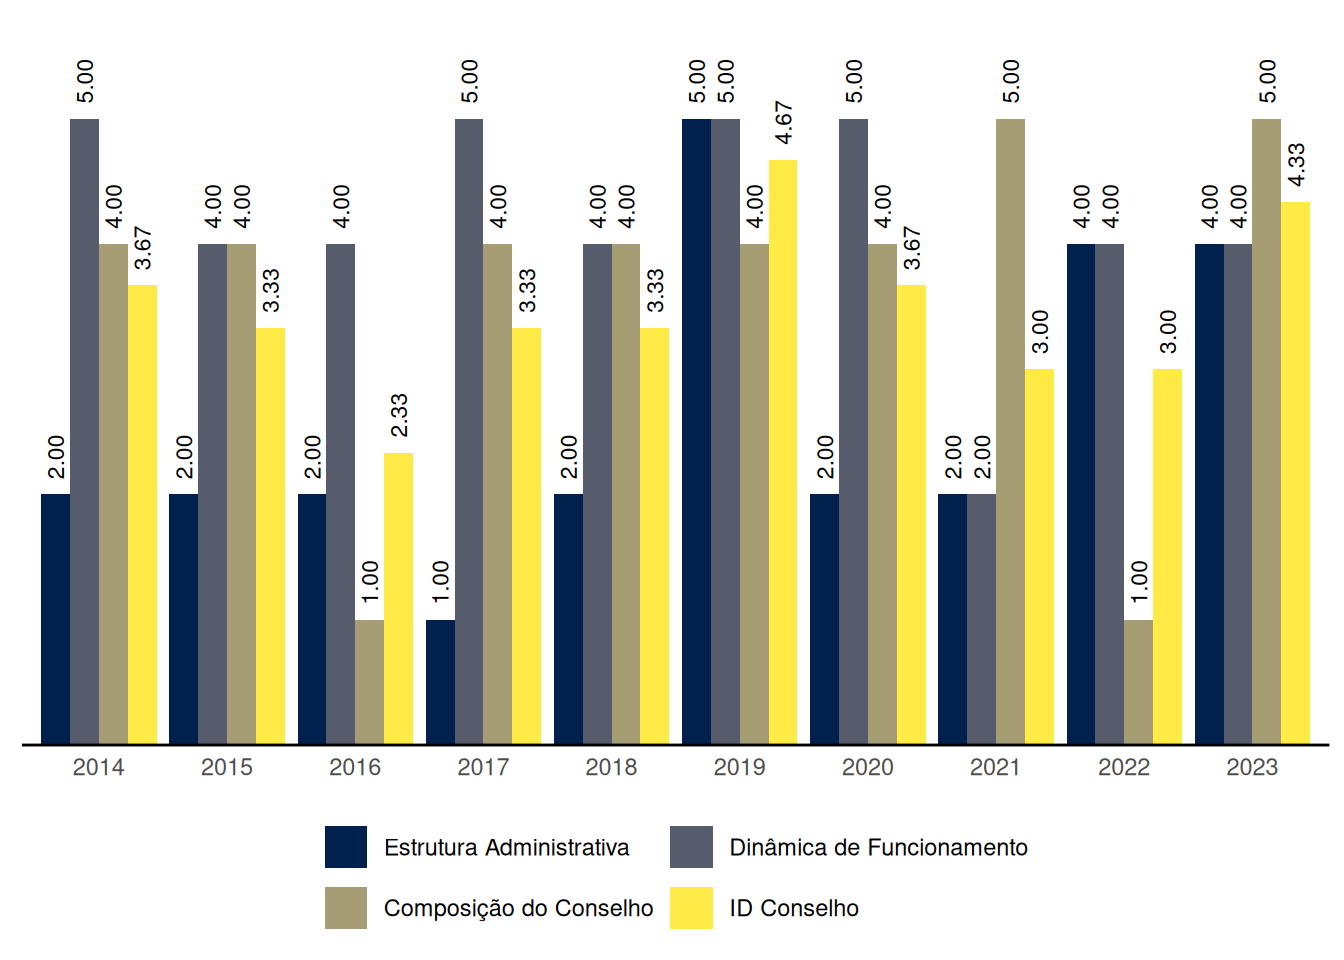 2.00 5.00 4.00 3.67 2.00 4.00 4.00 3.33 2.00 4.00 1.00 2.33 1.00 5.00 4.00 3.33 2.00 4.00 4.00 3.33 5.00 5.00 4.00 4.67 2.00 5.00 4.00 3.67 2.00 2.00 5.00 3.00 4.00 4.00 1.00 3.00 4.00 4.00 5.00 4.33
2014 2015 2016 2017 2018 2019 2020 2021 2022 2023
Estrutura Administrativa Dinâmica de Funcionamento
Composição do Conselho ID Conselho